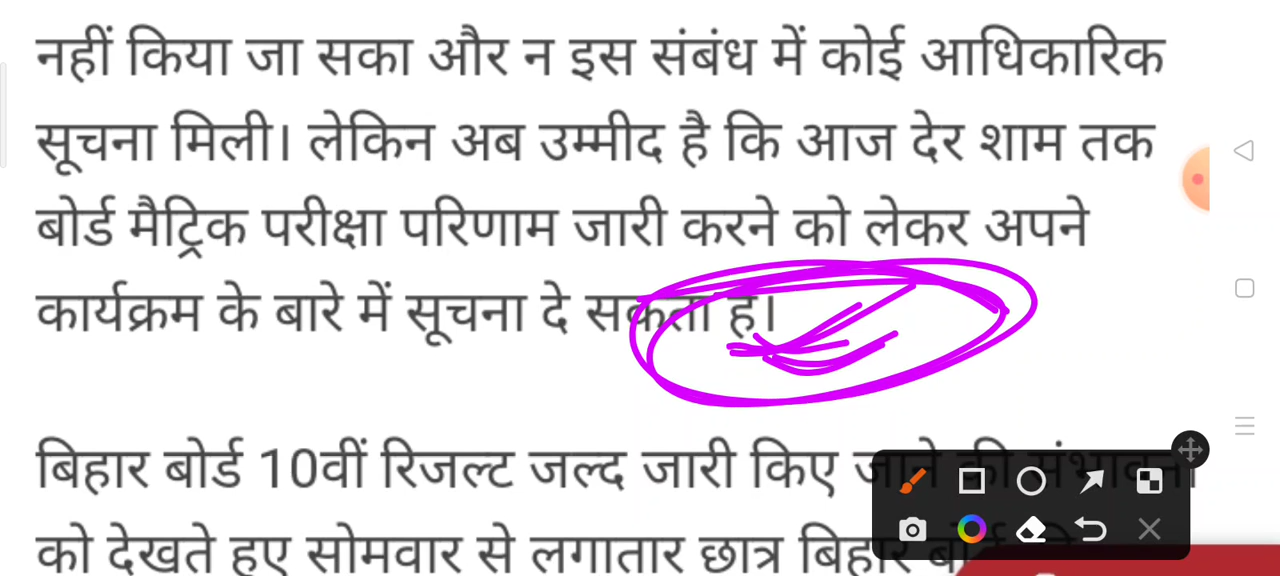 नहीं किया जा सका और न इस संबंध में कोई आधिकारिक
सूचना मिली। लेकिन अब उम्मीद है कि आज देर शाम तक
बोर्ड मैट्रिक परीक्षा परिणाम जारी करने को लेकर अपने
कार्यक्रम के बारे में सूचना दे सकता है।
बिहार बोर्ड 10वीं रिजल्ट जल्द जारी किए जाने की संभावना
को देखते हुए सोमवार से लगातार छात्र बिहार बोर्ड